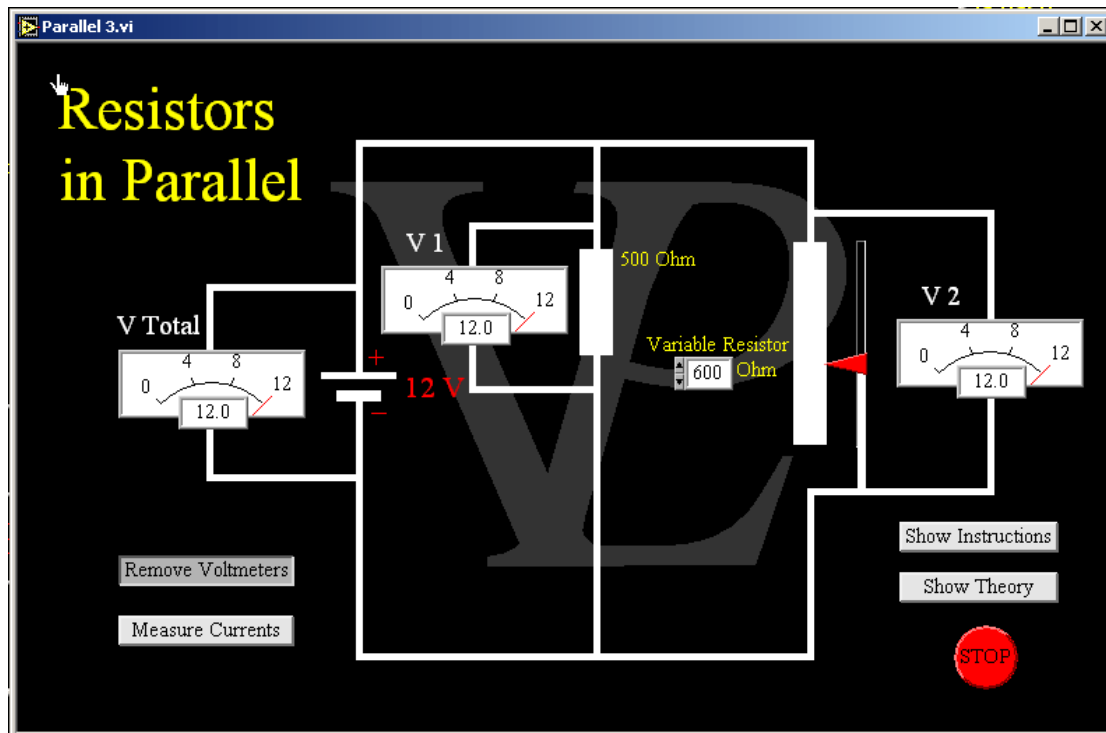 Parallel 3.vi
Resistors
in Parallel
V 1
0 4 8 12
12.0
500 Ohm
V Total
0 4 8 12
12.0
+
12 V
−
Variable Resistor
600 Ohm
V 2
0 4 8 12
12.0
Remove Voltmeters
Measure Currents
Show Instructions
Show Theory
STOP
VPL